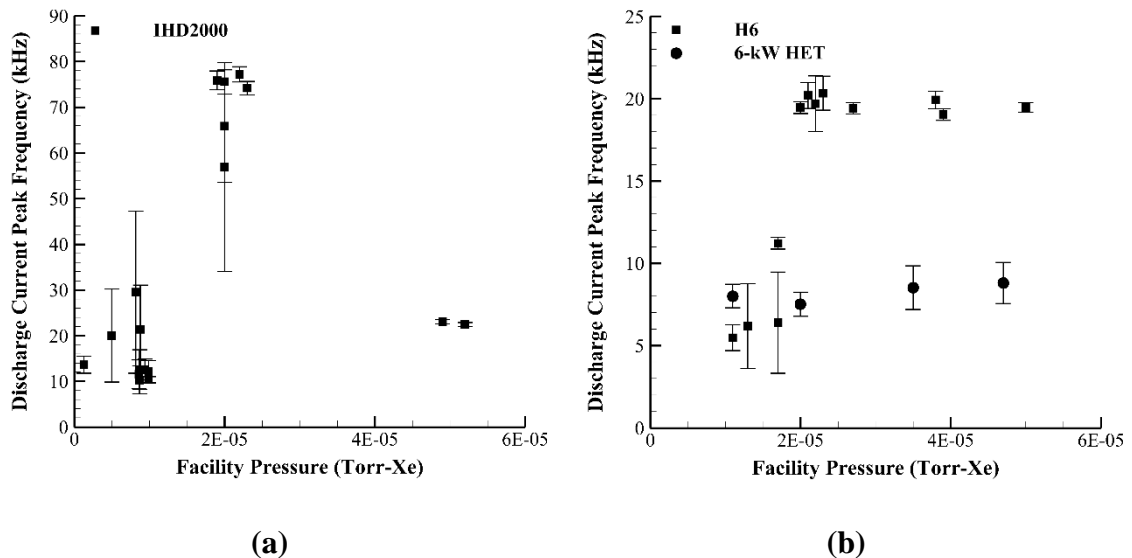 IHD2000
Discharge Current Peak Frequency (kHz)
90
80
70
60
50
40
30
20
10
0
0 2E-05 4E-05 6E-05
Facility Pressure (Torr-Xe)
(a)
H6
6-kW HET
Discharge Current Peak Frequency (kHz)
25
20
15
10
5
0
0 2E-05 4E-05 6E-05
Facility Pressure (Torr-Xe)
(b)